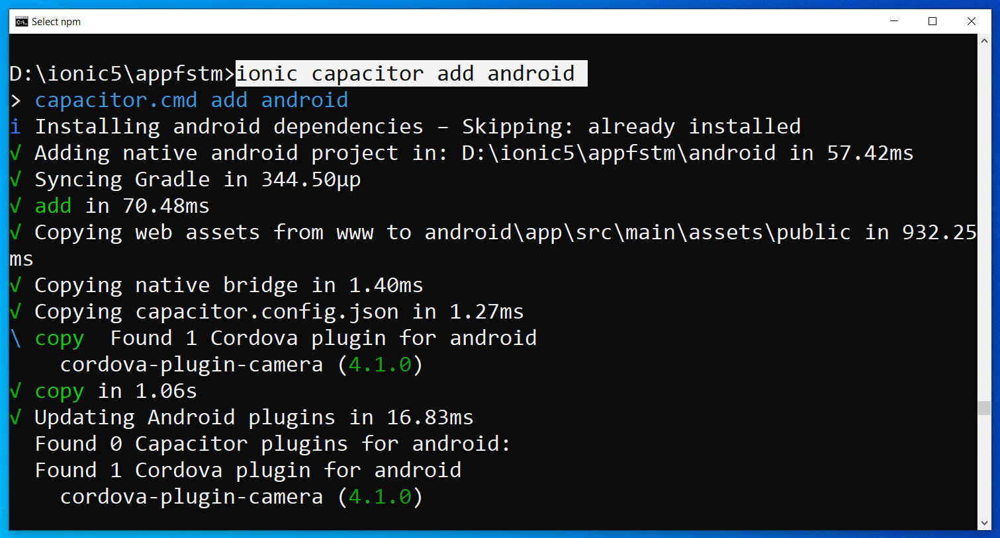 Select npm
D:\ionic5\appfstm>ionic capacitor add android
> capacitor.cmd add android
i Installing android dependencies – Skipping: already installed
√ Adding native android project in: D:\ionic5\appfstm\android in 57.42ms
√ Syncing Gradle in 344.50μp
√ add in 70.48ms
√ Copying web assets from www to android\app\src\main\assets\public in 932.25
ms
√ Copying native bridge in 1.40ms
√ Copying capacitor.config.json in 1.27ms
\ copy  Found 1 Cordova plugin for android
    cordova-plugin-camera (4.1.0)
√ copy in 1.06s
√ Updating Android plugins in 16.83ms
  Found 0 Capacitor plugins for android:
  Found 1 Cordova plugin for android
    cordova-plugin-camera (4.1.0)